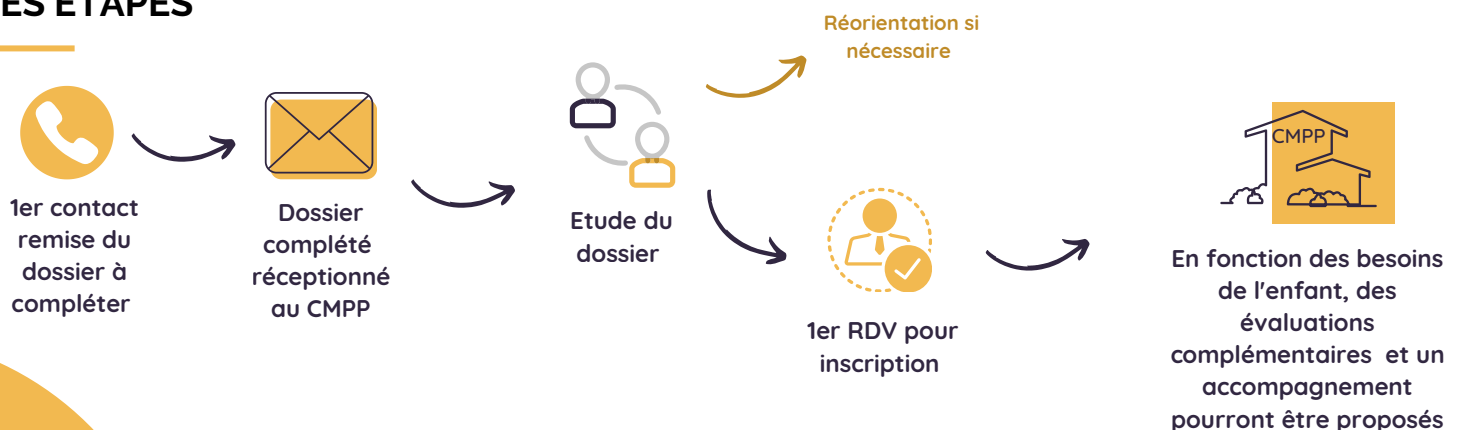 ES ÉTAPES
1er contact
remise du
dossier à
compléter
Dossier
complété
réceptionné
au CMPP
Etude du
dossier
Réorientation si
nécessaire
1er RDV pour
inscription
CMPP
En fonction des besoins
de l'enfant, des
évaluations
complémentaires et un
accompagnement
pourront être proposés